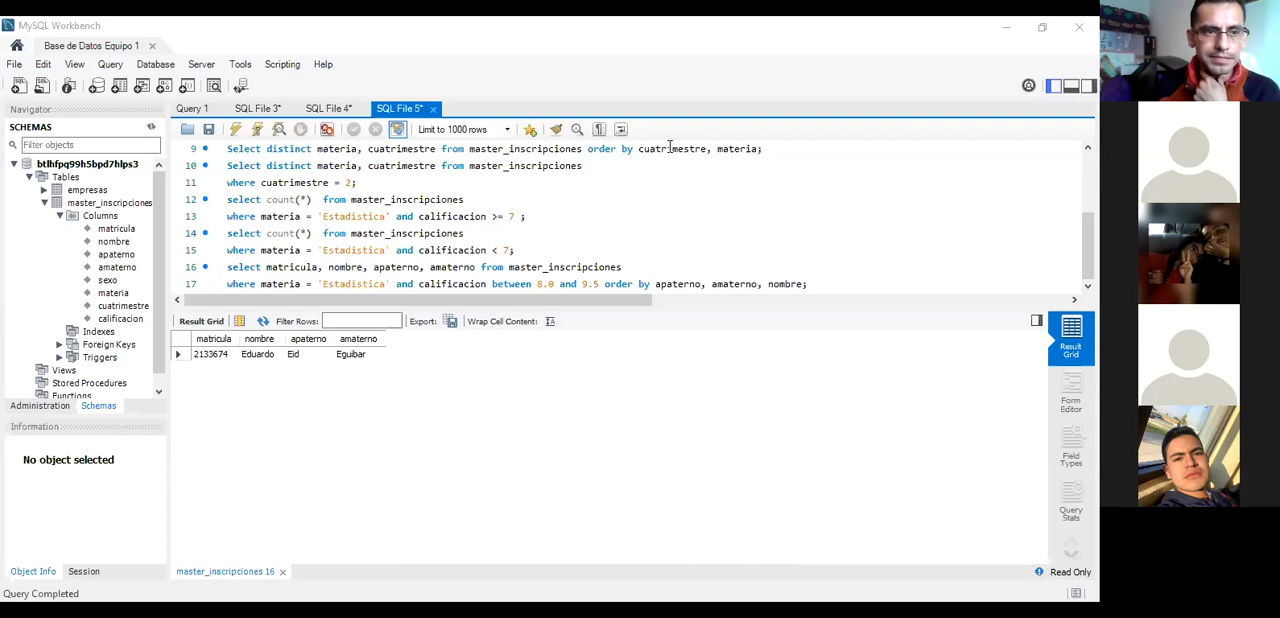 MySQL Workbench
Base de Datos Equipo 1
File Edit View Query Database Server Tools Scripting Help
Navigator
Query 1 SQL File 3* SQL File 4* SQL File 5*
SCHEMAS
Limit to 1000 rows
Filter objects
btlhfpq99h5bpd7hlps3
Tables
empresas
master_inscripciones
Columns
matricula
nombre
apaterno
amaterno
sexo
materia
cuatrimestre
calificacion
Indexes
Foreign Keys
Triggers
Views
Stored Procedures
Functions
Administration Schemas
Information
No object selected
Object Info Session
Query Completed
9 Select distinct materia, cuatrimestre from master_inscripciones order by cuatrimestre, materia;
10 Select distinct materia, cuatrimestre from master_inscripciones
11 where cuatrimestre = 2;
12 select count(*) from master_inscripciones
13 where materia = 'Estadistica' and calificacion >= 7 ;
14 select count(*) from master_inscripciones
15 where materia = 'Estadistica' and calificacion < 7;
16 select matricula, nombre, apaterno, amaterno from master_inscripciones
17 where materia = 'Estadistica' and calificacion between 8.0 and 9.5 order by apaterno, amaterno, nombre;
Result Grid Filter Rows: Export: Wrap Cell Content:
matricula nombre apaterno amaterno
2133674 Eduardo Eid Eguibar
Result
Grid
Form
Editor
Field
Types
Query
Stats
master_inscripciones 16
Read Only